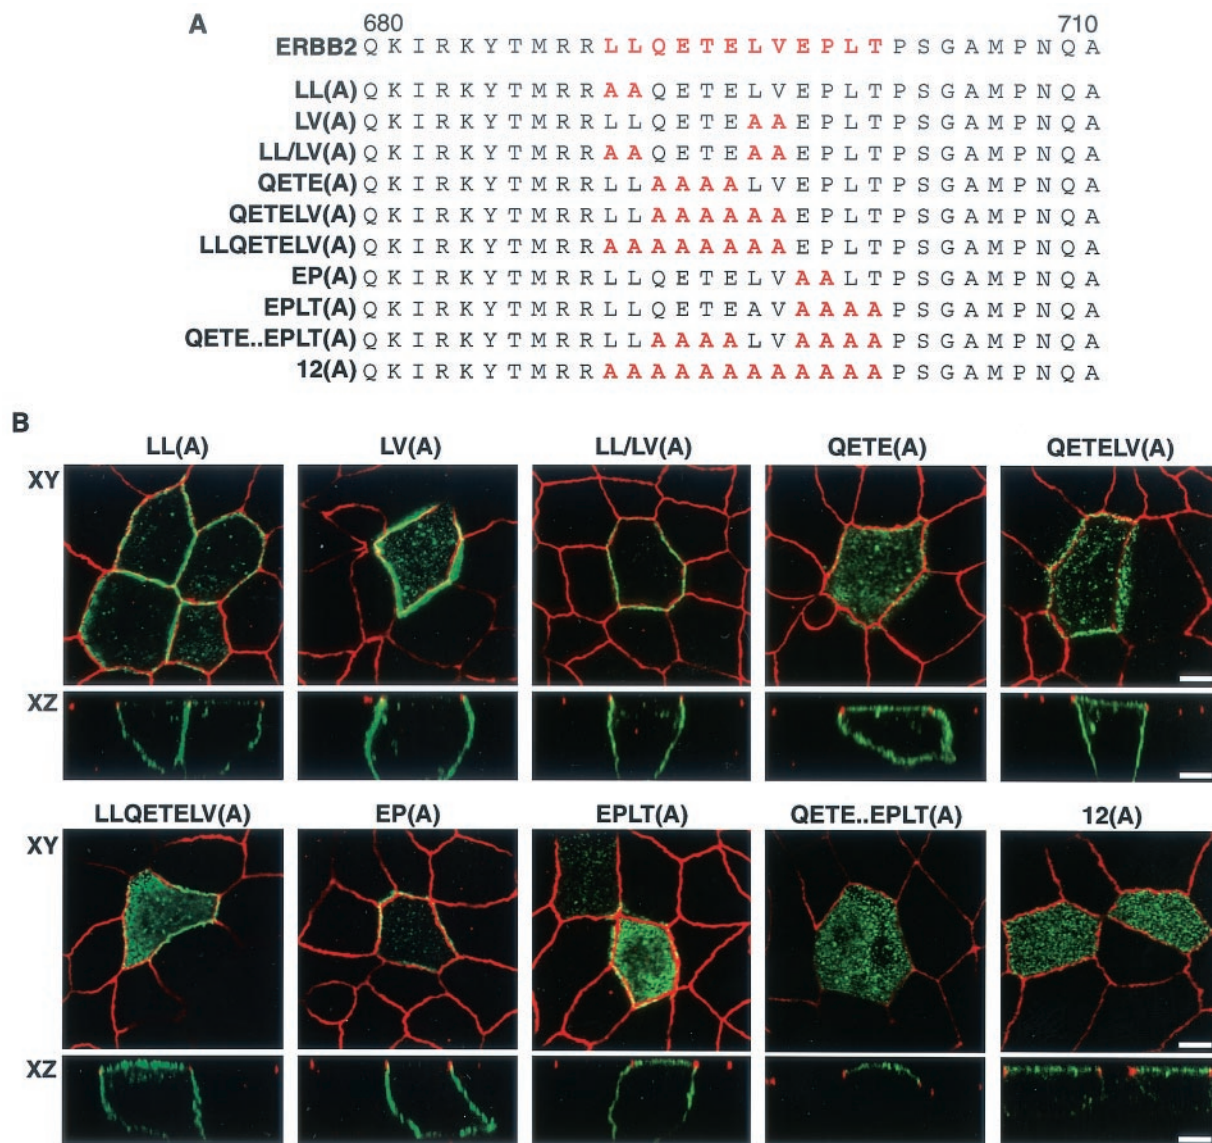 A
680 710
ERBB2 Q K I R K Y T M R R L L Q E T E L V E P L T P S G A M P N Q A
LL(A) Q K I R K Y T M R R A A Q E T E L V E P L T P S G A M P N Q A
LV(A) Q K I R K Y T M R R L L Q E T E A A E P L T P S G A M P N Q A
LL/LV(A) Q K I R K Y T M R R A A Q E T E A A E P L T P S G A M P N Q A
QETE(A) Q K I R K Y T M R R L L A A A A L V E P L T P S G A M P N Q A
QETELV(A) Q K I R K Y T M R R L L A A A A A A E P L T P S G A M P N Q A
LLQETELV(A) Q K I R K Y T M R R A A A A A A A A E P L T P S G A M P N Q A
EP(A) Q K I R K Y T M R R L L Q E T E L V A A L T P S G A M P N Q A
EPLT(A) Q K I R K Y T M R R L L Q E T E A V A A A A P S G A M P N Q A
QETE..EPLT(A) Q K I R K Y T M R R L L A A A A L V A A A A P S G A M P N Q A
12(A) Q K I R K Y T M R R A A A A A A A A A A A A P S G A M P N Q A
B
LL(A) LV(A) LL/LV(A) QETE(A) QETELV(A)
XY
XZ
LLQETELV(A) EP(A) EPLT(A) QETE..EPLT(A) 12(A)
XY
XZ